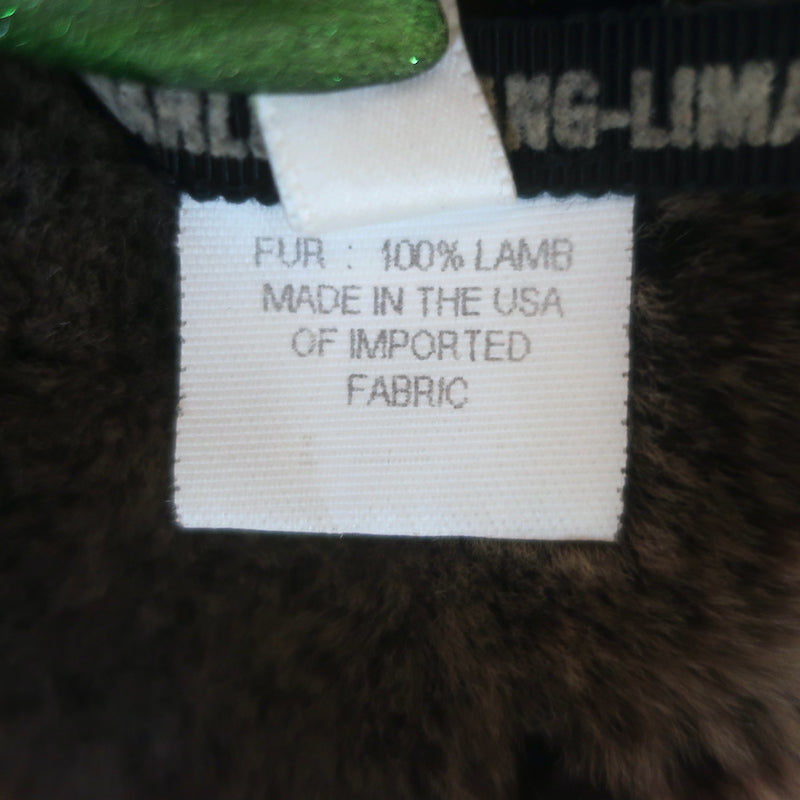 NG-LIMA
FUR : 100% LAMB
MADE IN THE USA
OF IMPORTED
FABRIC